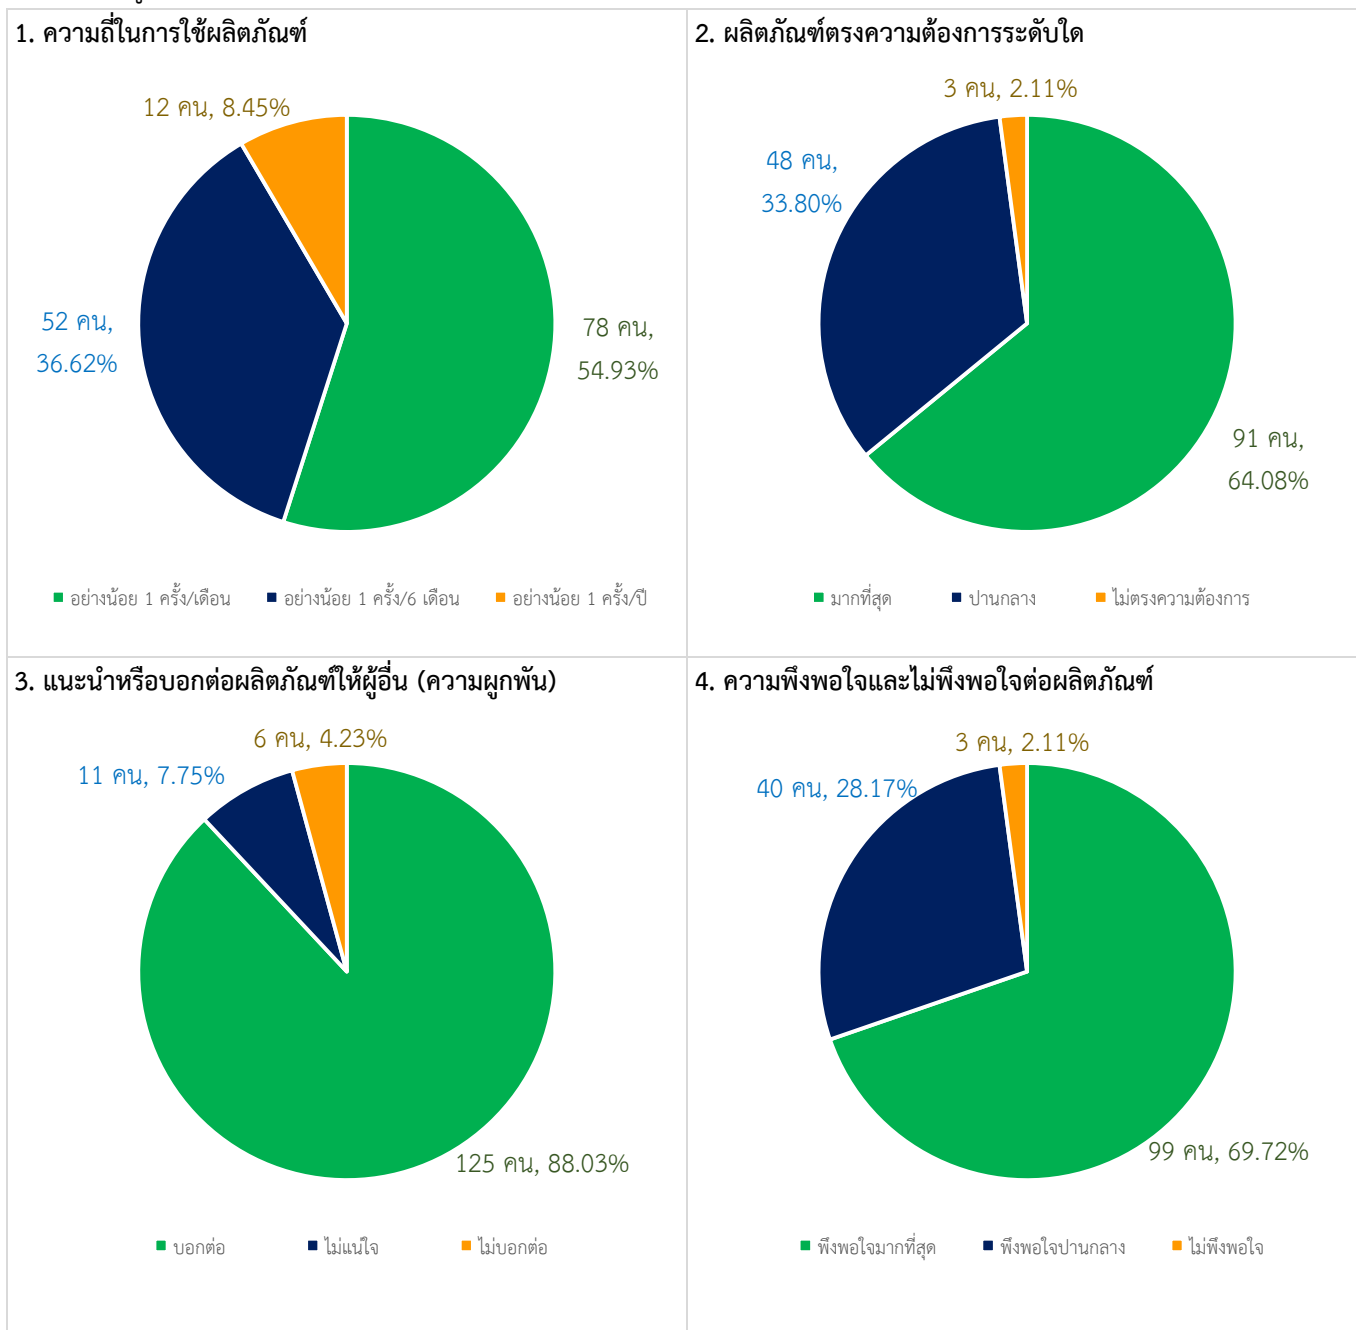 1. ความถี่ในการใช้ผลิตภัณฑ์
12 คน, 8.45%
52 คน,
36.62%
78 คน,
54.93%
อย่างน้อย 1 ครั้ง/เดือน อย่างน้อย 1 ครั้ง/6 เดือน อย่างน้อย 1 ครั้ง/ปี
2. ผลิตภัณฑ์ตรงความต้องการระดับใด
3 คน, 2.11%
48 คน,
33.80%
91 คน,
64.08%
มากที่สุด ปานกลาง ไม่ตรงความต้องการ
3. แนะนำหรือบอกต่อผลิตภัณฑ์ให้ผู้อื่น (ความผูกพัน)
6 คน, 4.23%
11 คน, 7.75%
125 คน, 88.03%
บอกต่อ ไม่แน่ใจ ไม่บอกต่อ
4. ความพึงพอใจและไม่พึงพอใจต่อผลิตภัณฑ์
3 คน, 2.11%
40 คน, 28.17%
99 คน, 69.72%
พึงพอใจมากที่สุด พึงพอใจปานกลาง ไม่พึงพอใจ